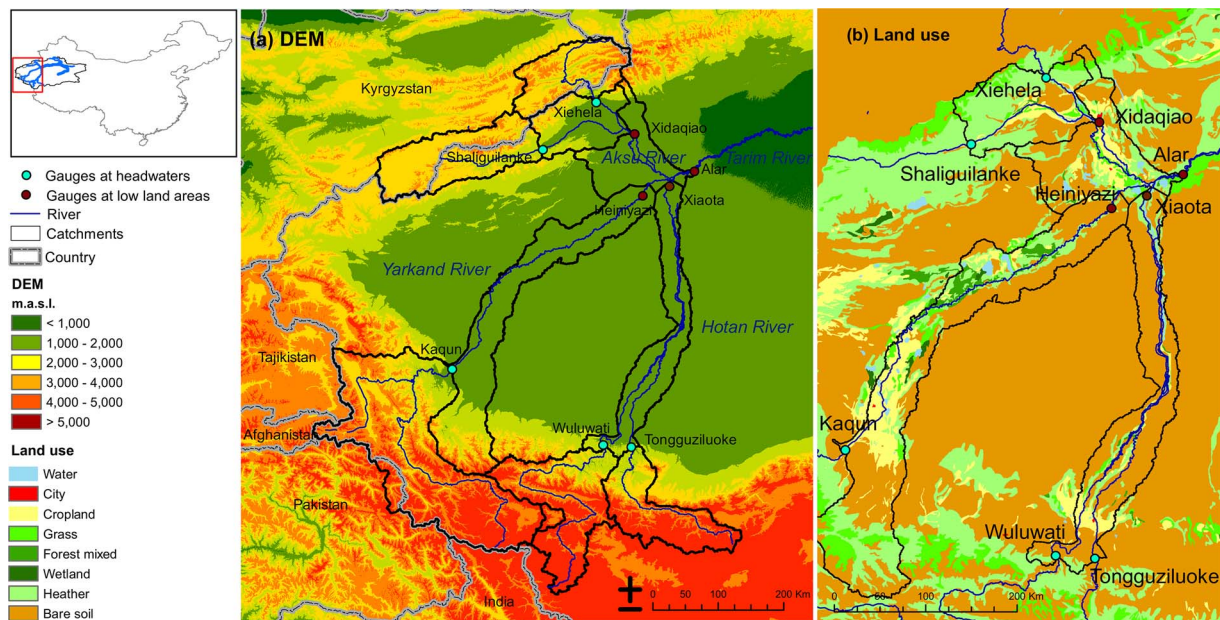 Gauges at headwaters
Gauges at low land areas
River
Catchments
Country
DEM
m.a.s.l.
< 1,000
1,000 - 2,000
2,000 - 3,000
3,000 - 4,000
4,000 - 5,000
> 5,000
Land use
Water
City
Cropland
Grass
Forest mixed
Wetland
Heather
Bare soil
(a) DEM
Kyrgyzstan
Xiehela
Xidaqiao
Shaliguilanke
Aksu River
Tarim River
Alar
Heiniyazi
Xiaota
Yarkand River
Hotan River
Kaqun
Tajikistan
Afghanistan
Wuluwati
Tongguziluoke
Pakistan
India
0 50 100 200 Km
(b) Land use
Xiehela
Xidaqiao
Alar
Shaliguilanke
Heiniyazi
Xiaota
Kaqun
Wuluwati
Tongguziluoke
0 50 100 200 Km